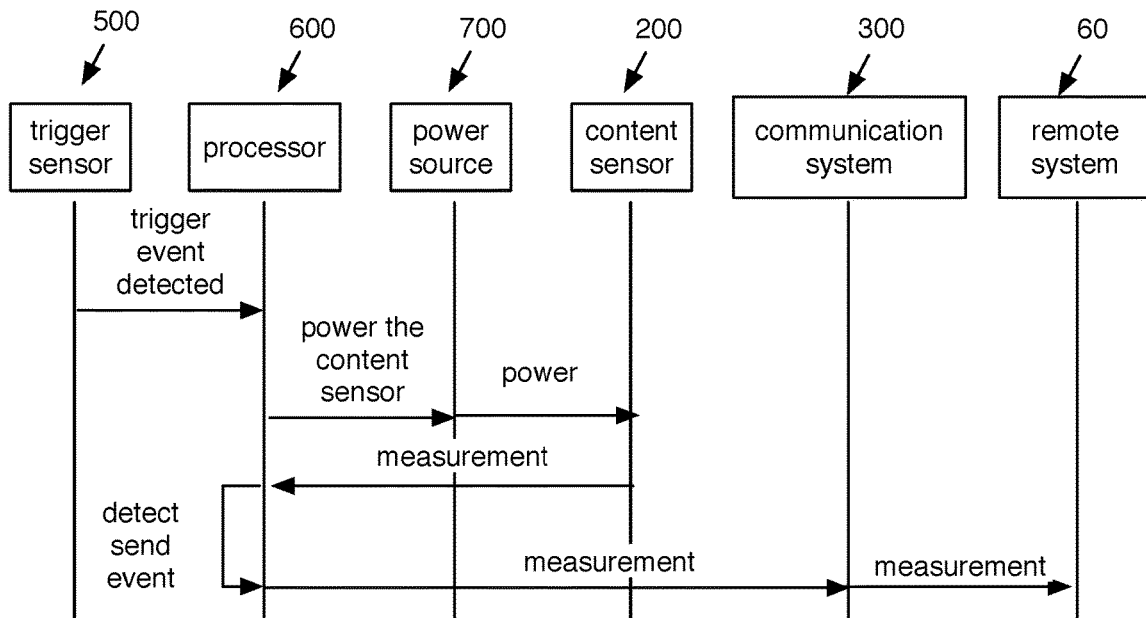 500
600
700
200
300
60
trigger
sensor
processor
power
source
content
sensor
communication
system
remote
system
trigger
event
detected
power the
content
sensor
power
measurement
detect
send
event
measurement
measurement